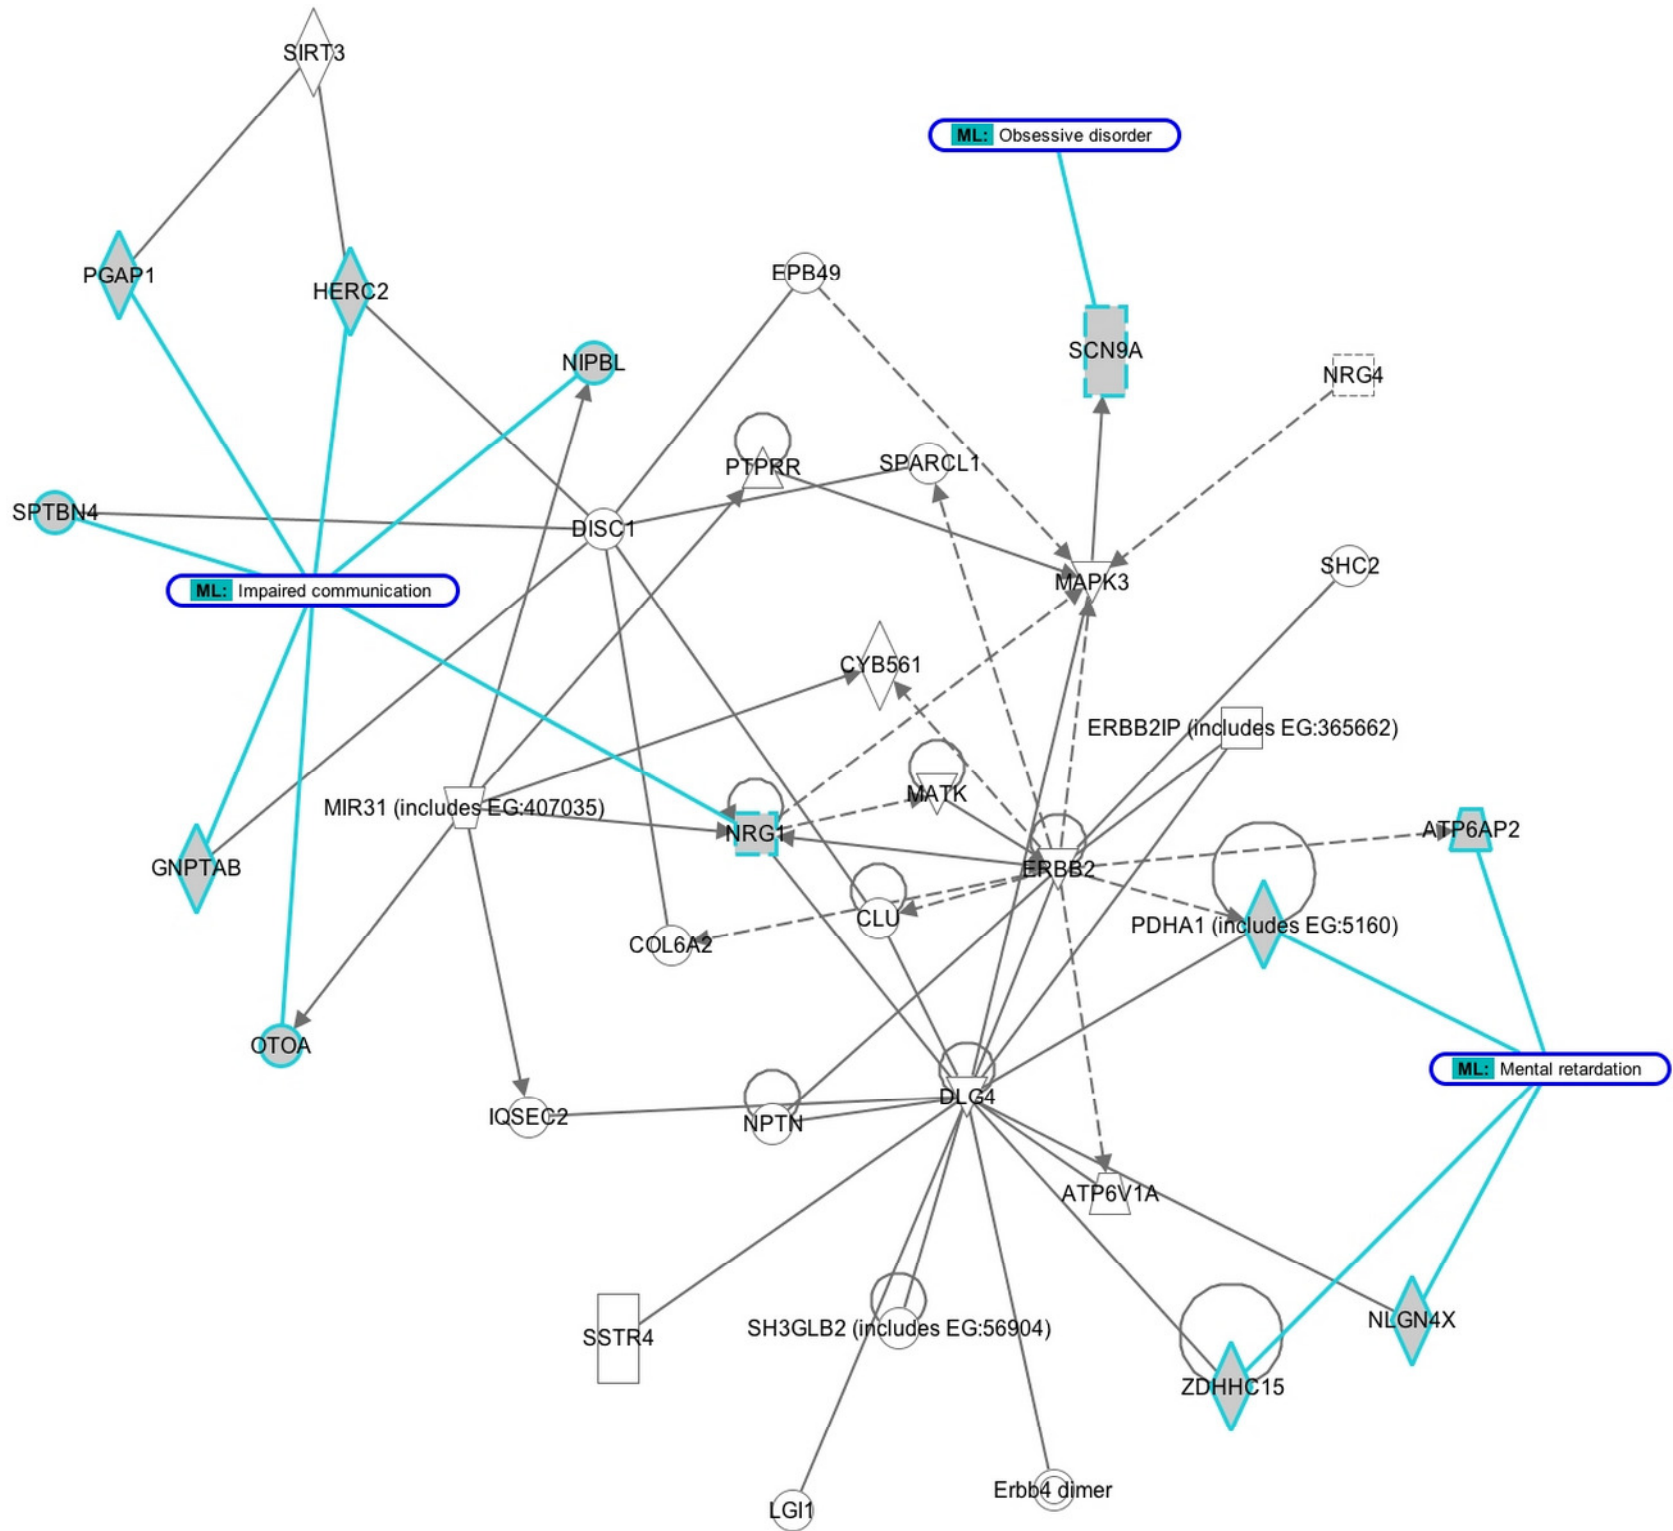 SIRT3
ML: Obsessive disorder
PGAP1
HERC2
EPB49
SCN9A
NIPBL
NRG4
PTPRR
SPARCL1
SPTBN4
DISC1
SHC2
MAPK3
ML: Impaired communication
CYB561
ERBB2IP (includes EG:365662)
MATK
MIR31 (includes EG:407035)
NRG1
ATP6AP2
GNPTAB
ERBB2
CLU
PDHA1 (includes EG:5160)
COL6A2
OTOA
ML: Mental retardation
DLG4
IQSEC2
NPTN
ATP6V1A
NLGN4X
SH3GLB2 (includes EG:56904)
SSTR4
ZDHHC15
Erbb4 dimer
LGI1